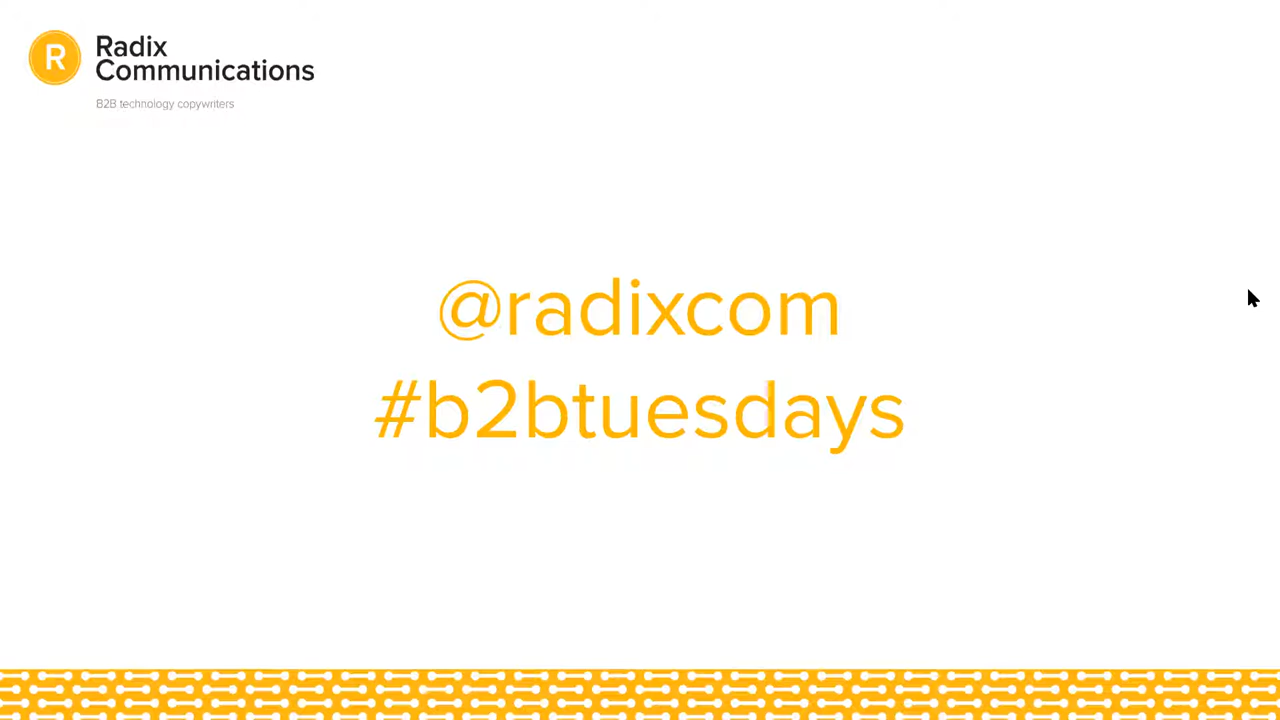 R
Radix
Communications
B2B technology copywriters
@radixcom
#b2btuesdays